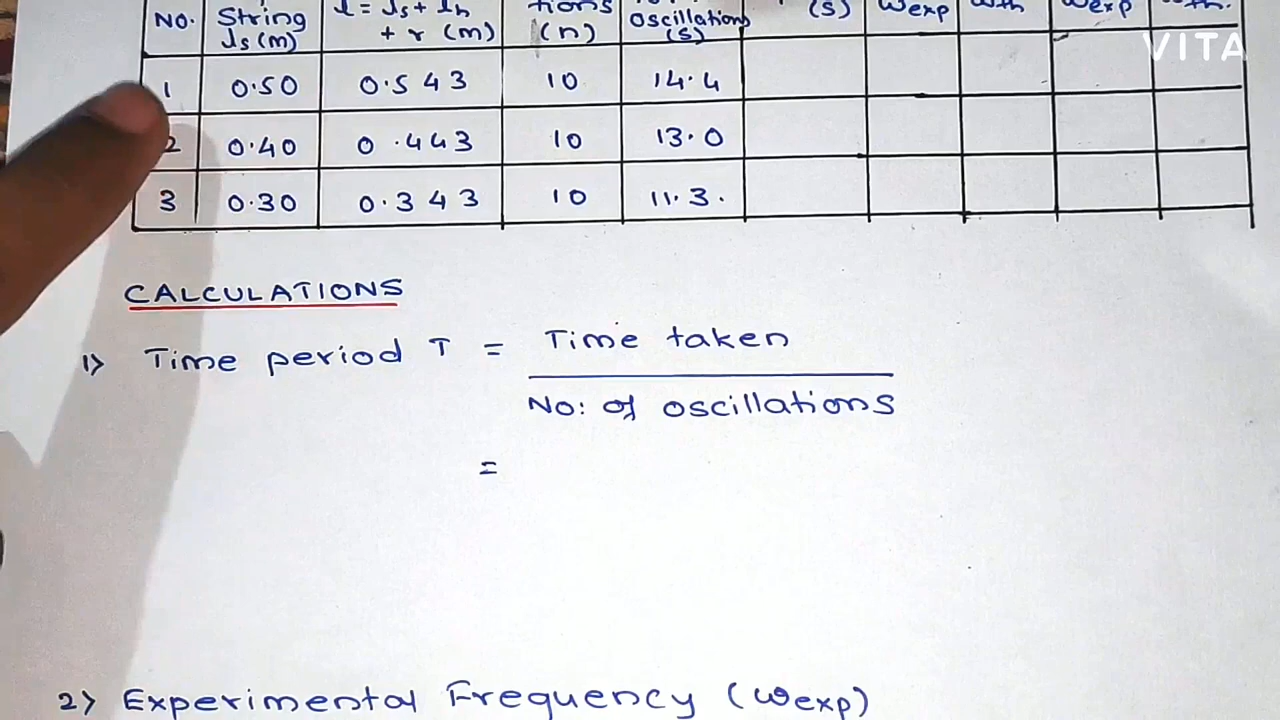 NO. String ls (m) l = ls + lh + r (m) tions (n) Oscillations (s) (s) ωexp
1 0.50 0.543 10 14.4
2 0.40 0.443 10 13.0
3 0.30 0.343 10 11.3.
VITA
CALCULATIONS
1) Time period T = Time taken
No: of oscillations
=
2) Experimental Frequency (ωexp)